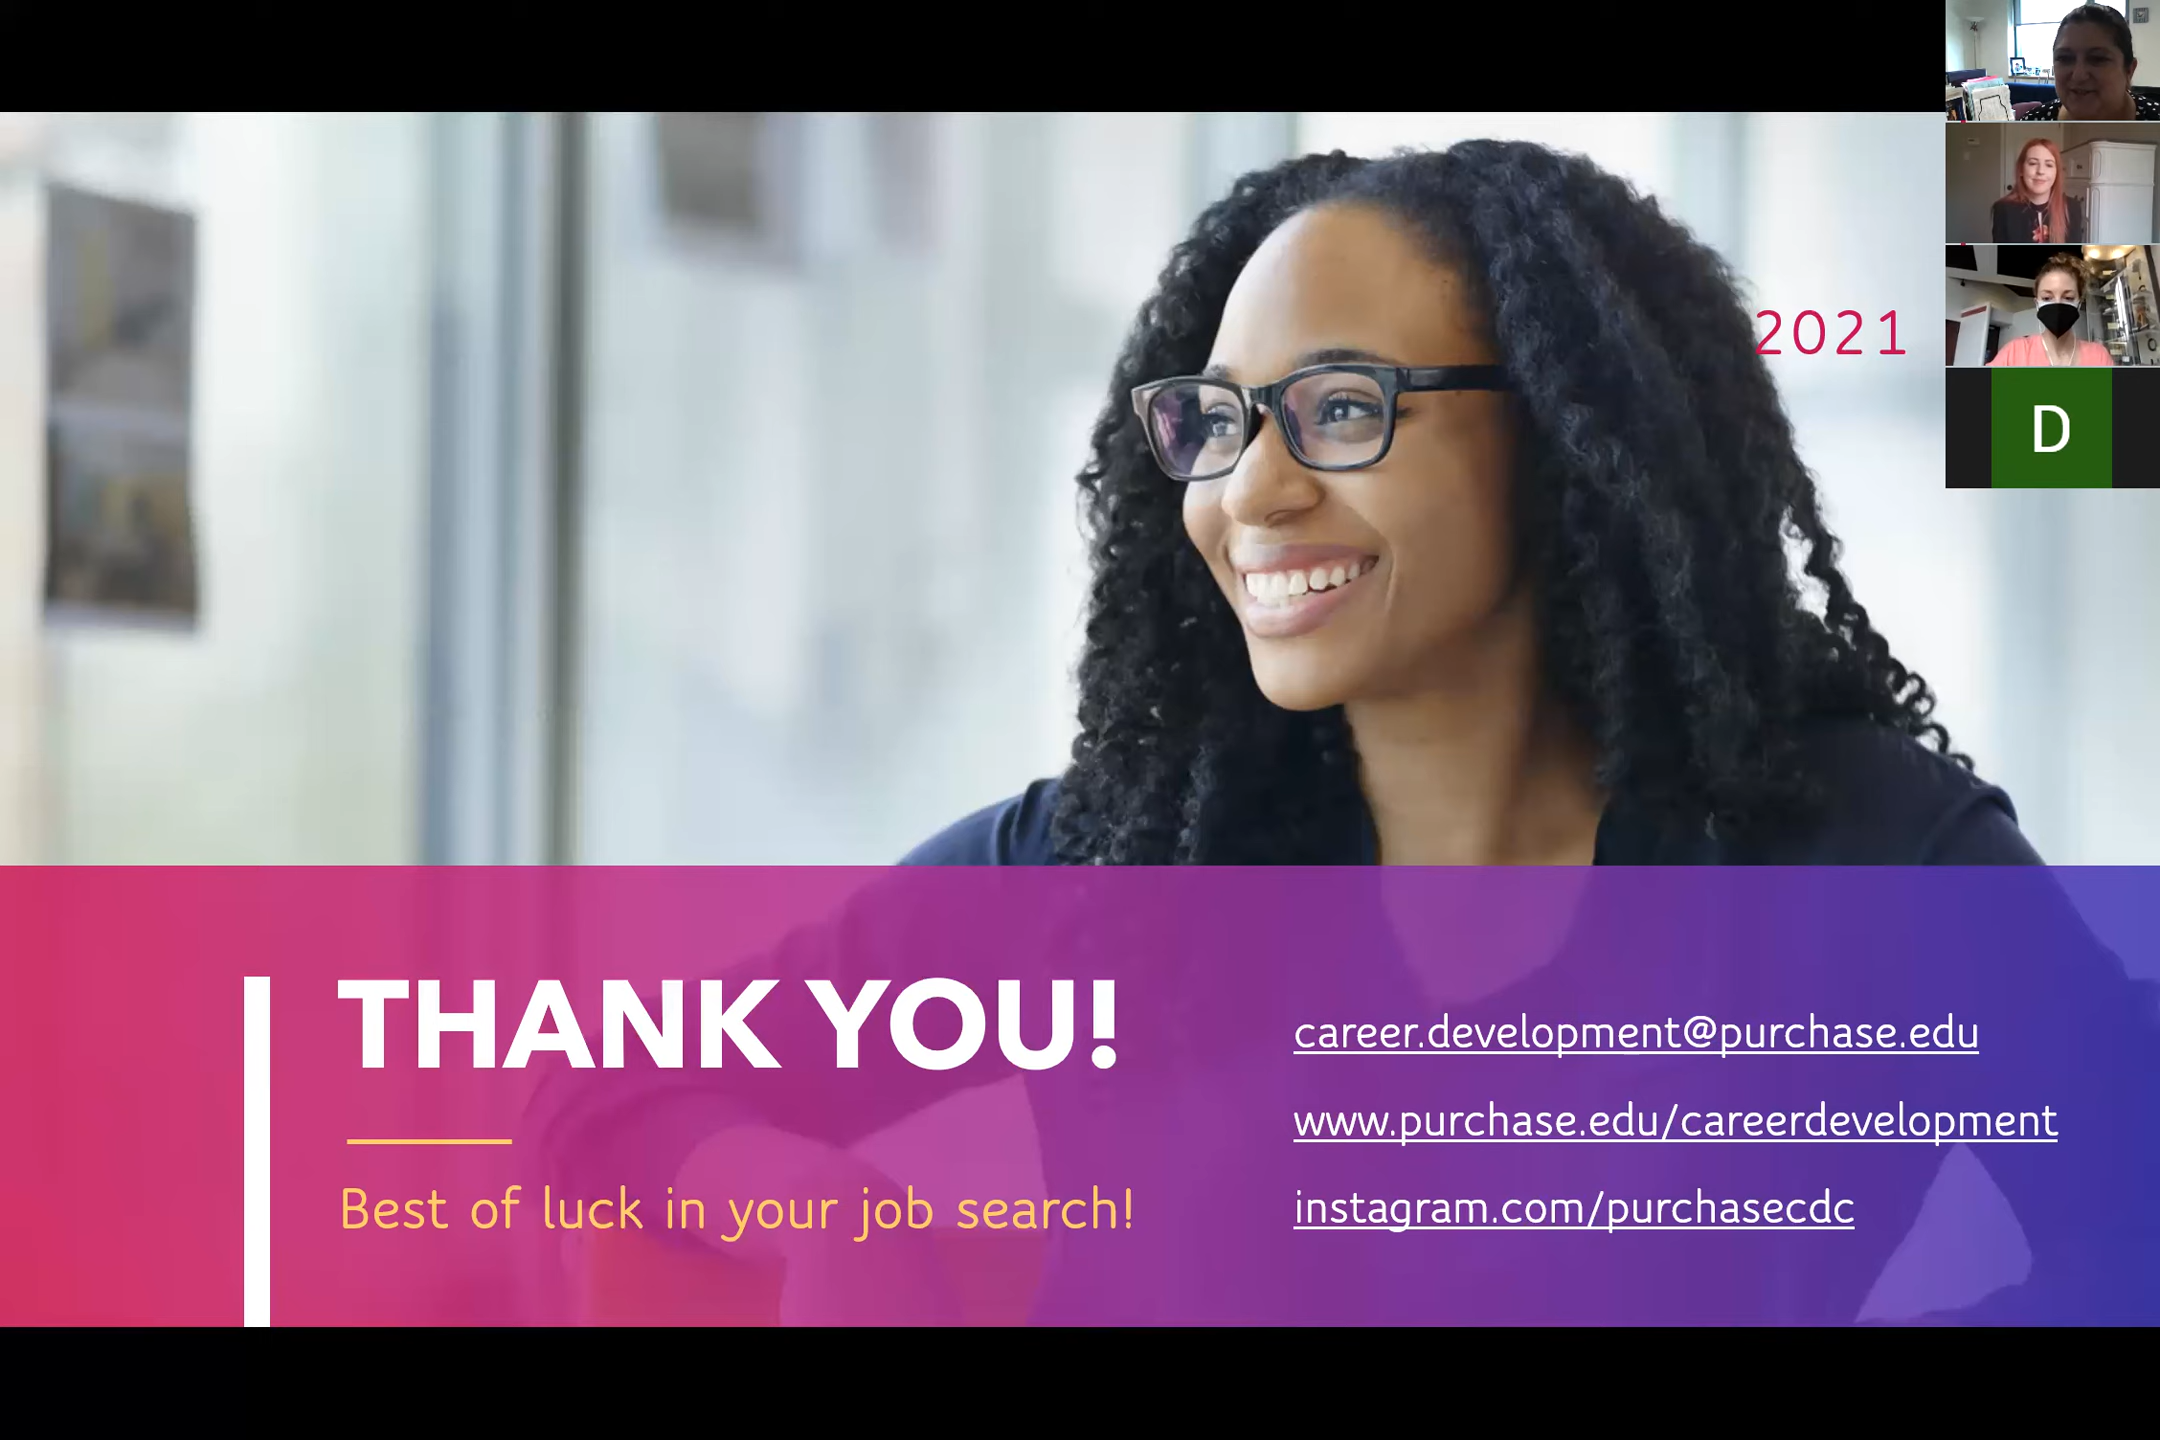 2021
D
THANK YOU!
Best of luck in your job search!
career.development@purchase.edu
www.purchase.edu/careerdevelopment
instagram.com/purchasecdc